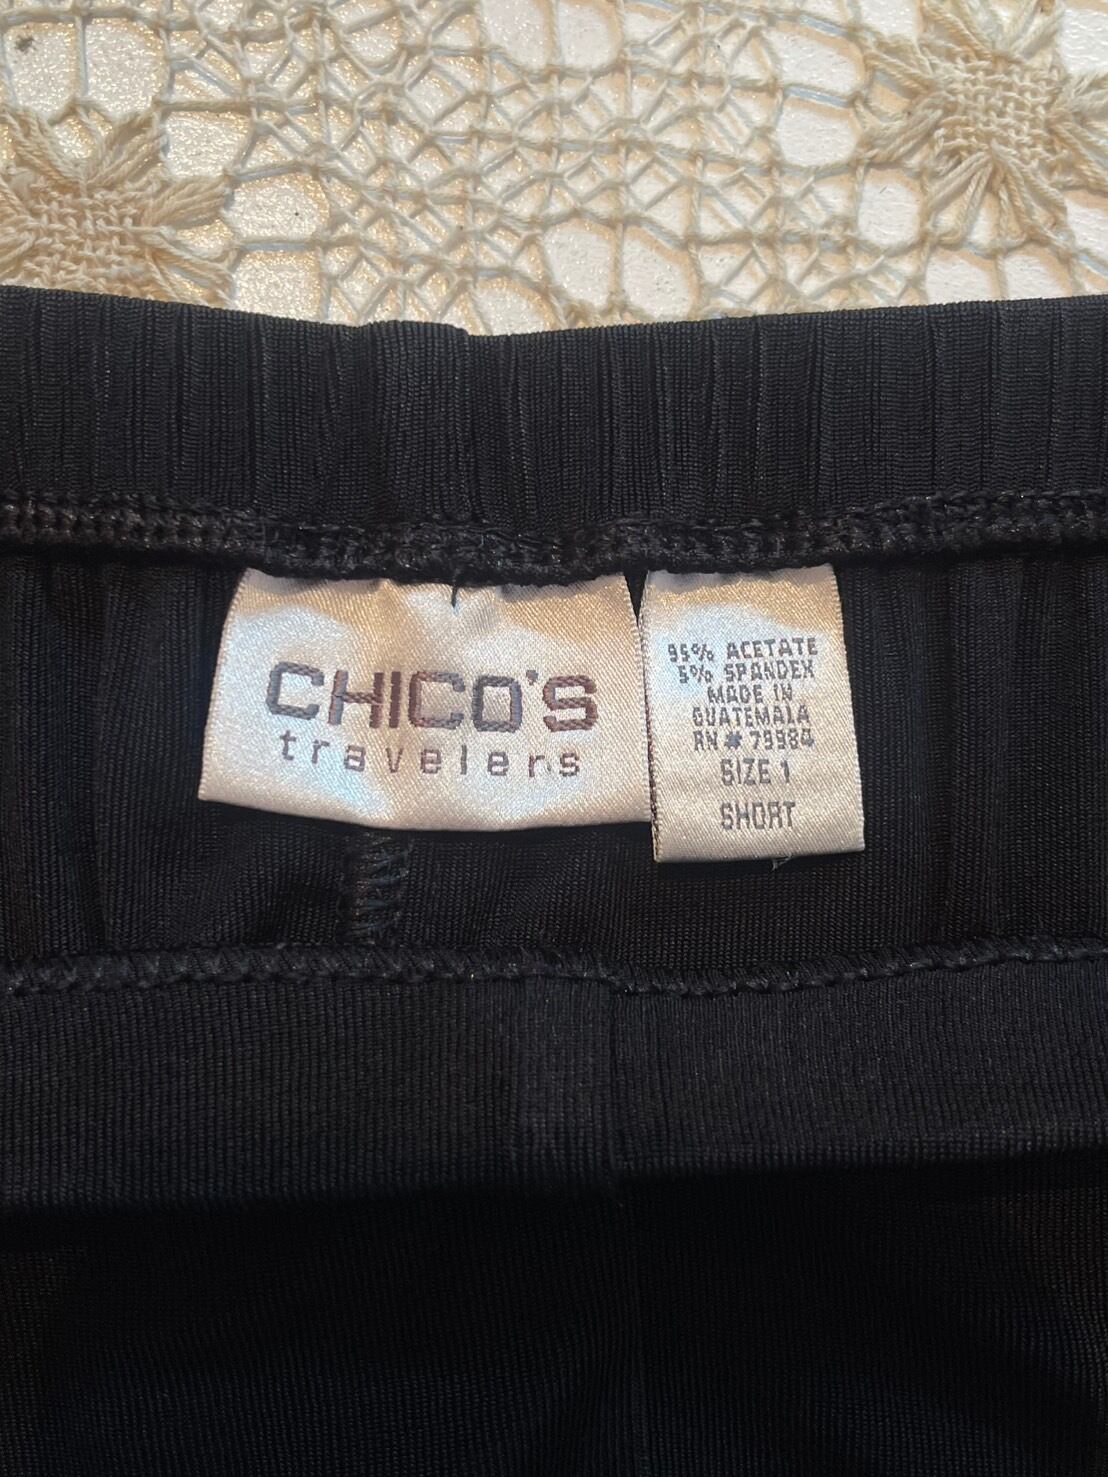 CHICO'S
travelers
95% ACETATE
5% SPANDEX
MADE IN
GUATEMALA
RN # 79984
SIZE 1
SHORT